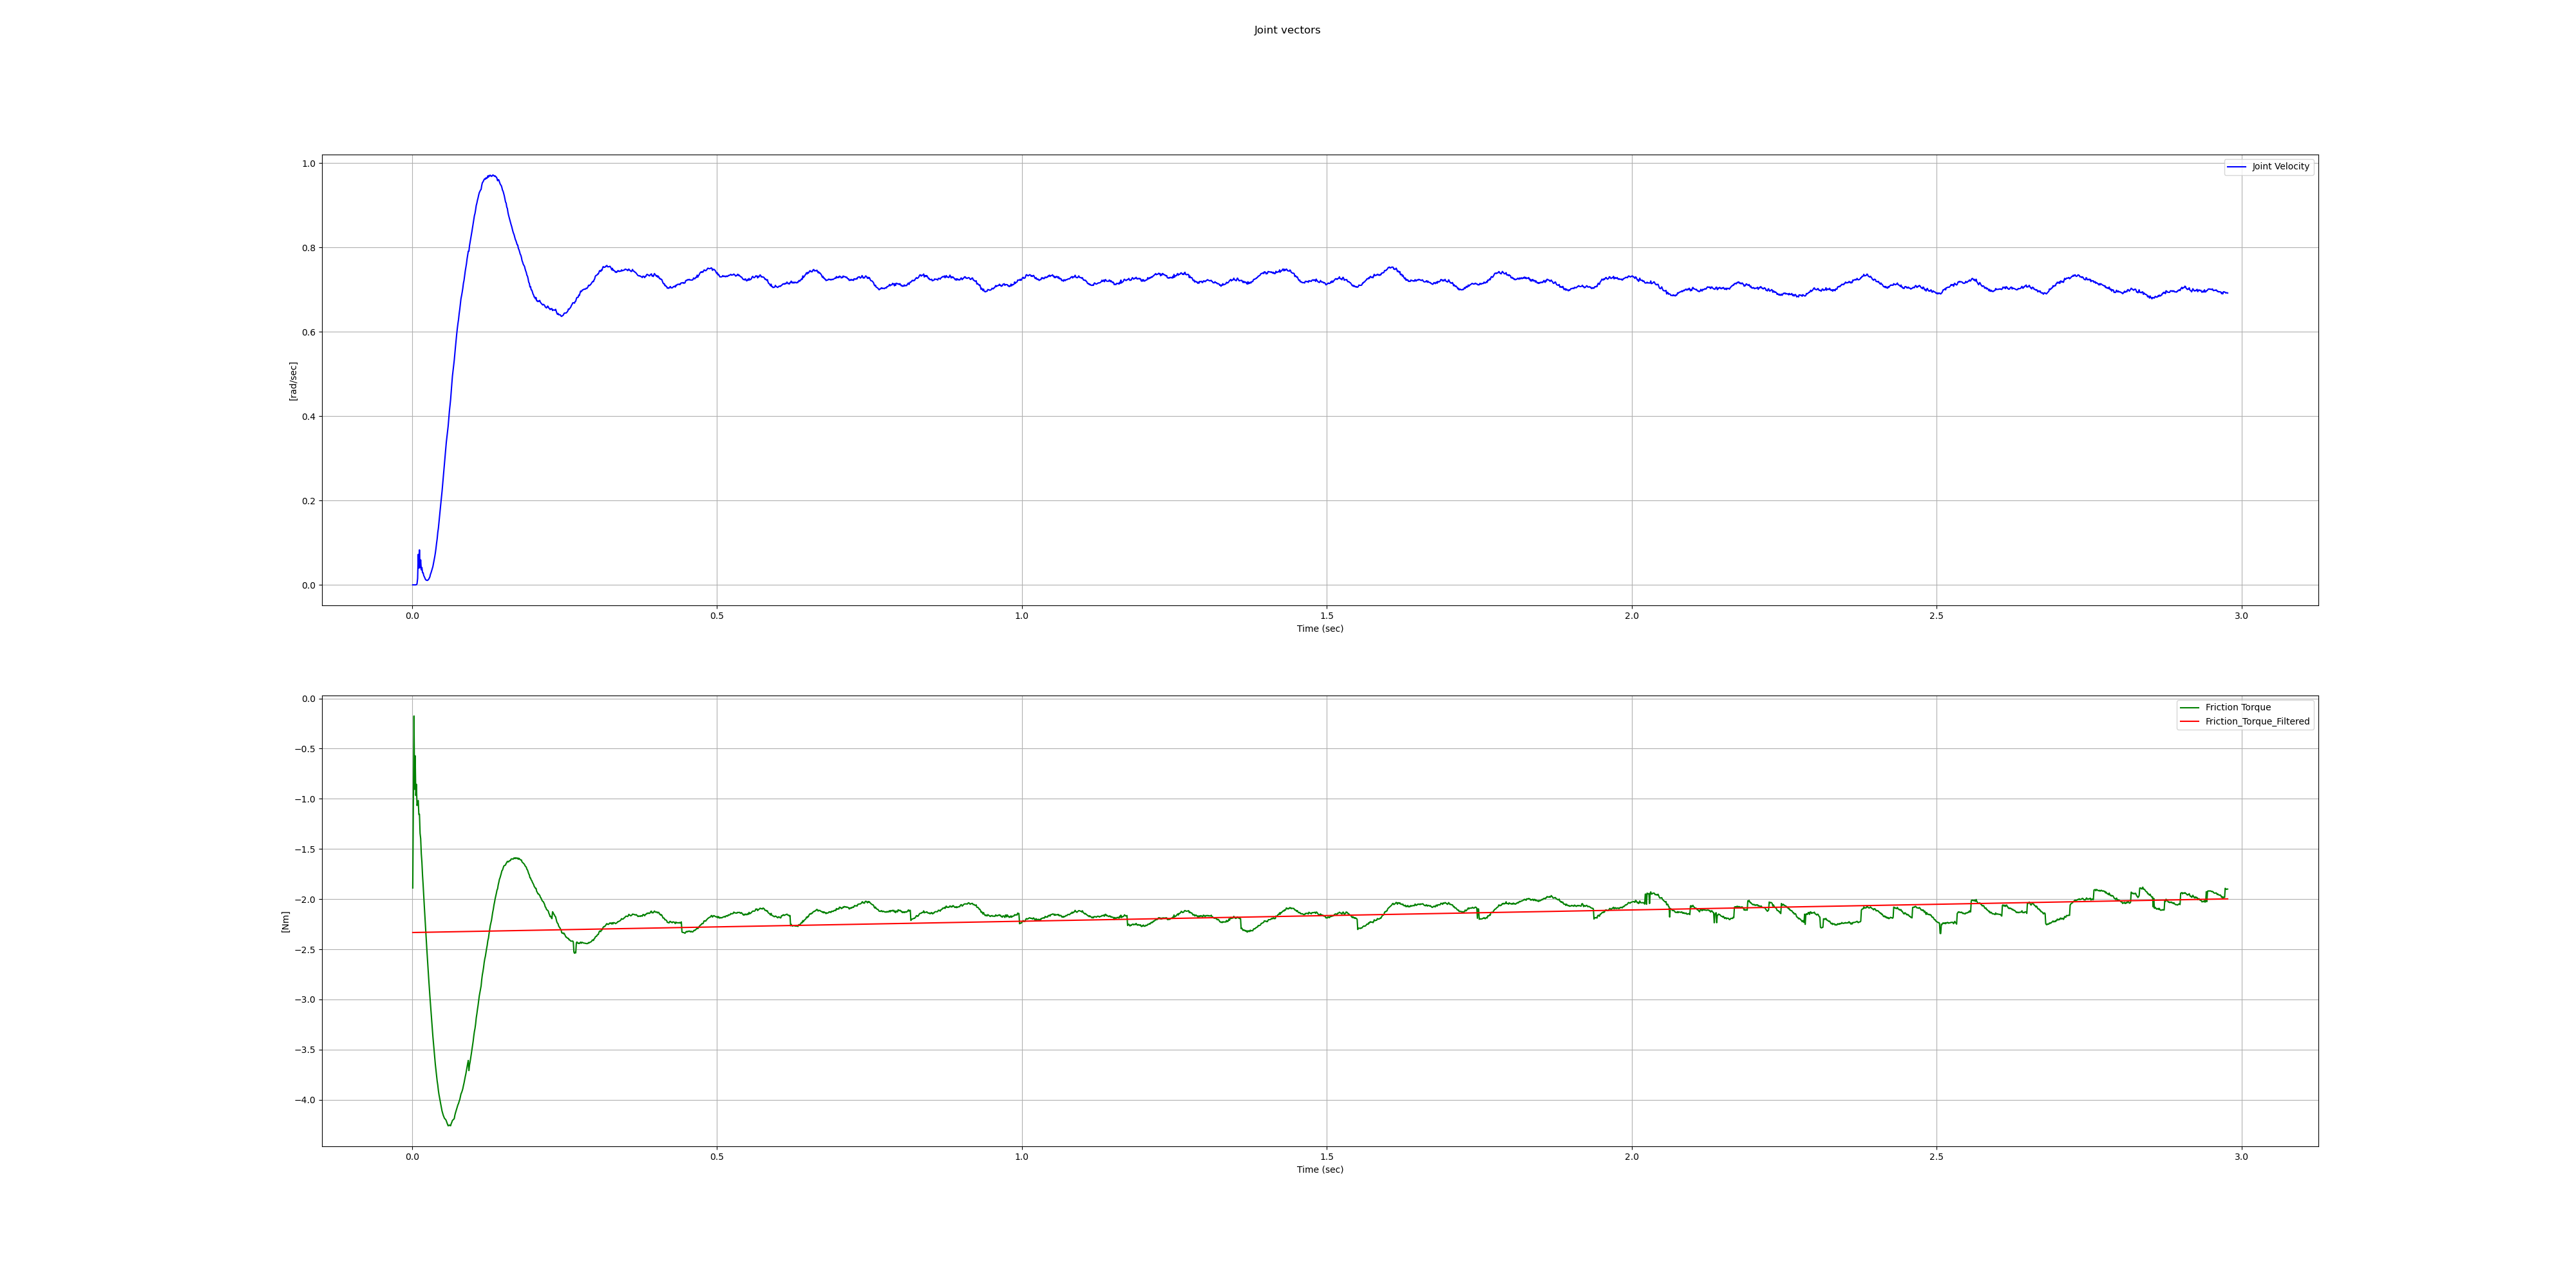 Joint vectors
Joint Velocity
1.0
0.8
0.6
0.4
0.2
0.0
[rad/sec]
0.0 0.5 1.0 1.5 2.0 2.5 3.0
Time (sec)
Friction Torque
Friction_Torque_Filtered
0.0
−0.5
−1.0
−1.5
−2.0
−2.5
−3.0
−3.5
−4.0
[Nm]
0.0 0.5 1.0 1.5 2.0 2.5 3.0
Time (sec)